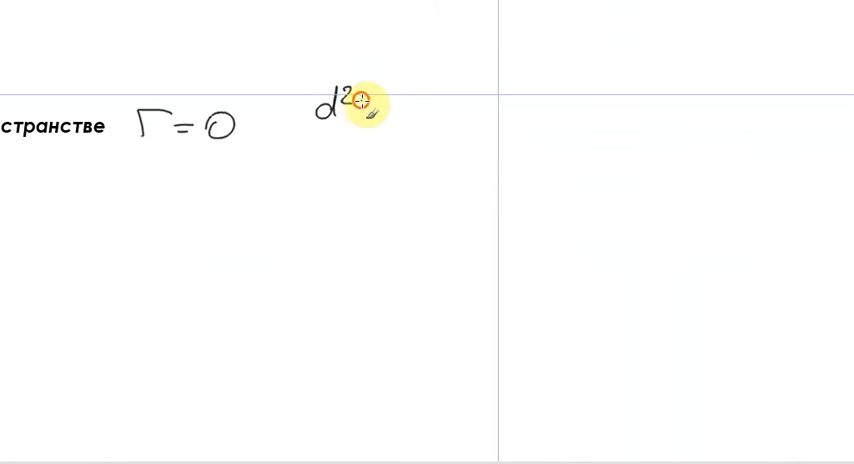 странстве Γ = 0 d²